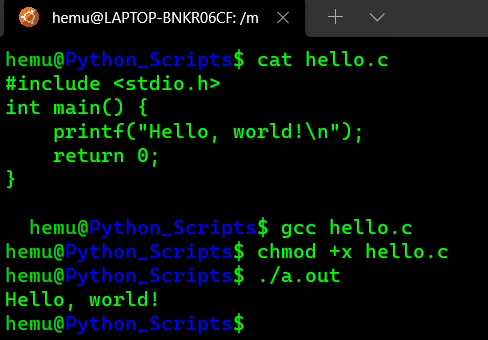 hemu@LAPTOP-BNKR06CF: /m
hemu@Python_Scripts$ cat hello.c
#include <stdio.h>
int main() {
    printf("Hello, world!\n");
    return 0;
}
  hemu@Python_Scripts$ gcc hello.c
hemu@Python_Scripts$ chmod +x hello.c
hemu@Python_Scripts$ ./a.out
Hello, world!
hemu@Python_Scripts$